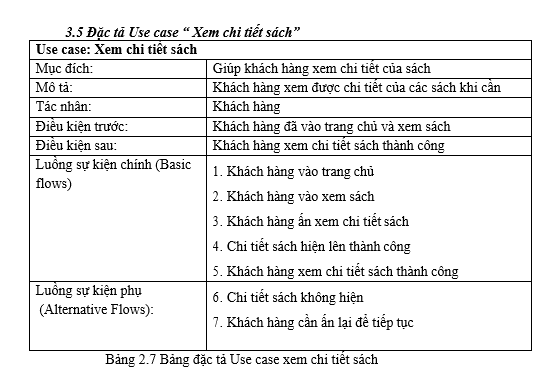 3.5 Đặc tả Use case “ Xem chi tiết sách”
Use case: Xem chi tiết sách
Mục đích:
Giúp khách hàng xem chi tiết của sách
Mô tả:
Khách hàng xem được chi tiết của các sách khi cần
Tác nhân:
Khách hàng
Điều kiện trước:
Khách hàng đã vào trang chủ và xem sách
Điều kiện sau:
Khách hàng xem chi tiết sách thành công
Luồng sự kiện chính (Basic
flows)
1. Khách hàng vào trang chủ
2. Khách hàng vào xem sách
3. Khách hàng ấn xem chi tiết sách
4. Chi tiết sách hiện lên thành công
5. Khách hàng xem chi tiết sách thành công
Luồng sự kiện phụ
(Alternative Flows):
6. Chi tiết sách không hiện
7. Khách hàng cần ấn lại để tiếp tục
Bảng 2.7 Bảng đặc tả Use case xem chi tiết sách